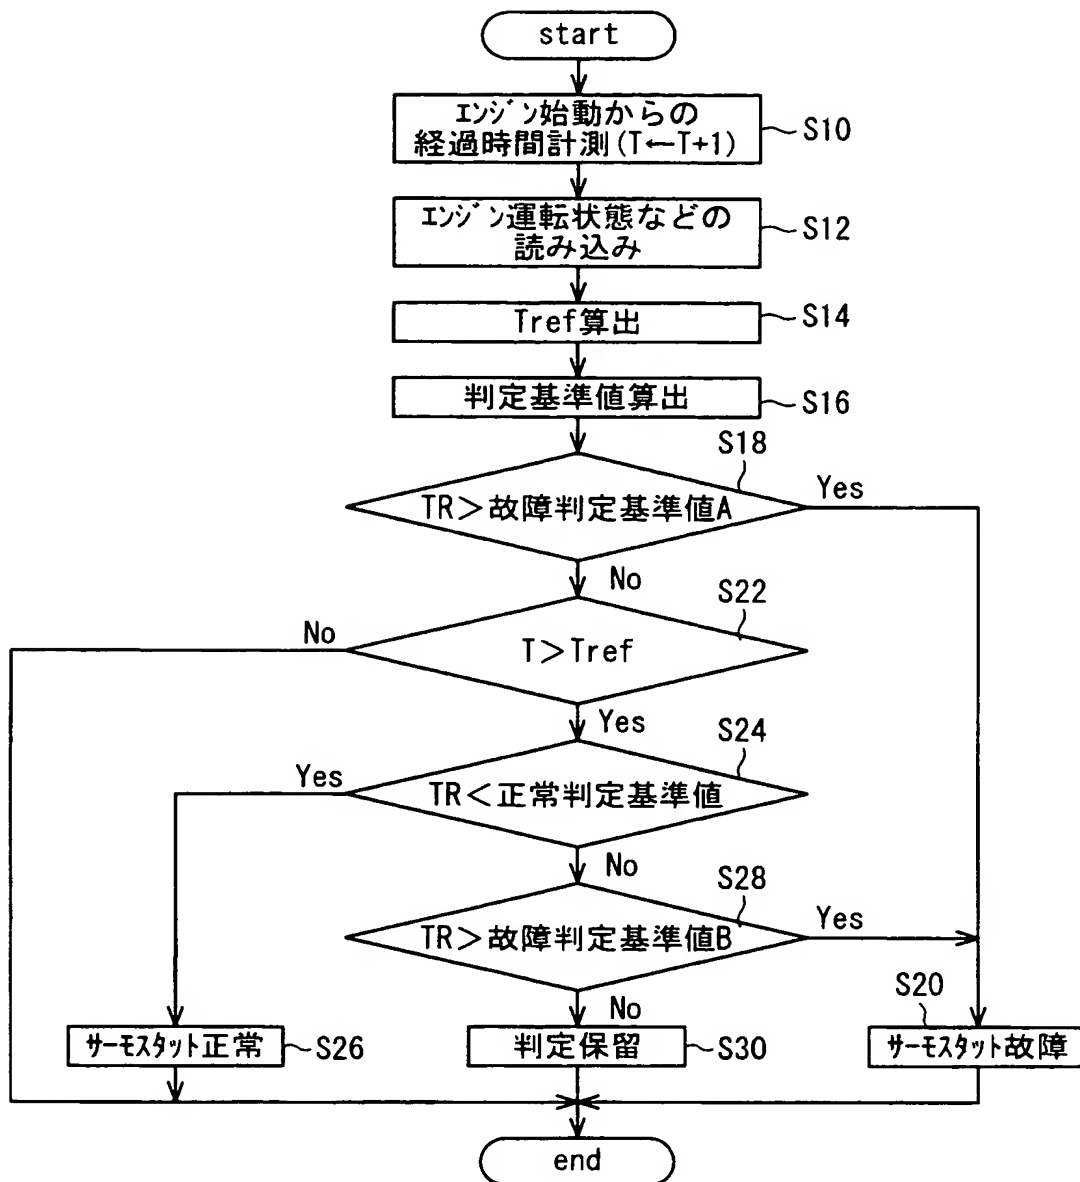 start
ｴﾝｼﾞﾝ始動からの
経過時間計測(T←T+1)
S10
ｴﾝｼﾞﾝ運転状態などの
読み込み
S12
Tref算出
S14
判定基準値算出
S16
S18
TR＞故障判定基準値A
Yes
No
S22
No
T＞Tref
Yes
S24
Yes
TR＜正常判定基準値
No
S28
TR＞故障判定基準値B
Yes
No
S20
ｻｰﾓｽﾀｯﾄ正常
S26
判定保留
S30
ｻｰﾓｽﾀｯﾄ故障
end